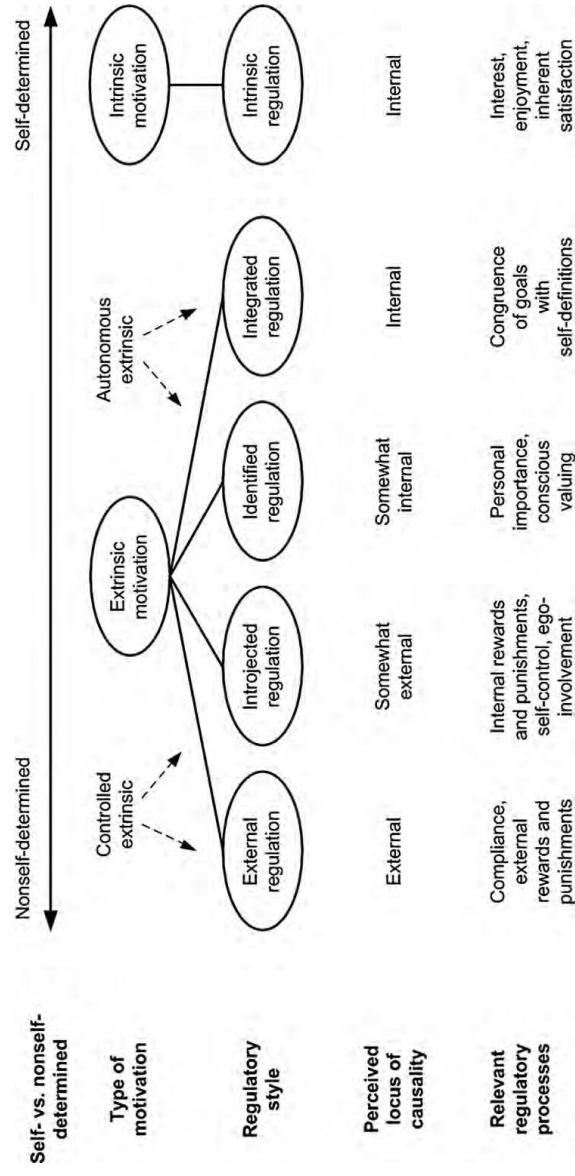 Self- vs. nonself-
determined
Nonself-determined
Self-determined
Type of
motivation
Controlled
extrinsic
Extrinsic
motivation
Autonomous
extrinsic
Intrinsic
motivation
Regulatory
style
External
regulation
Introjected
regulation
Identified
regulation
Integrated
regulation
Intrinsic
regulation
Perceived
locus of
causality
External
Somewhat
external
Somewhat
internal
Internal
Internal
Relevant
regulatory
processes
Compliance,
external
rewards and
punishments
Internal rewards
and punishments,
self-control, ego-
involvement
Personal
importance,
conscious
valuing
Congruence
of goals
with
self-definitions
Interest,
enjoyment,
inherent
satisfaction